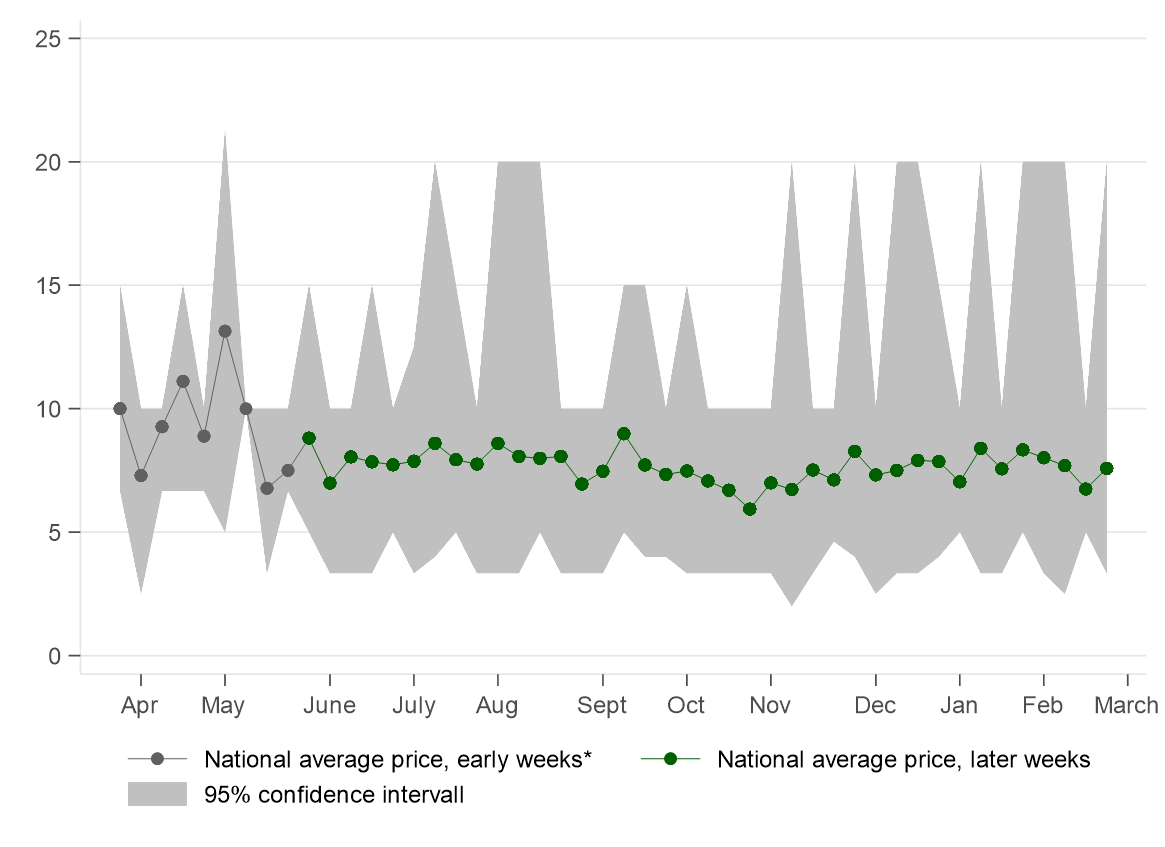 25
20
15
10
5
0
Apr May June July Aug Sept Oct Nov Dec Jan Feb March
National average price, early weeks* National average price, later weeks
95% confidence intervall